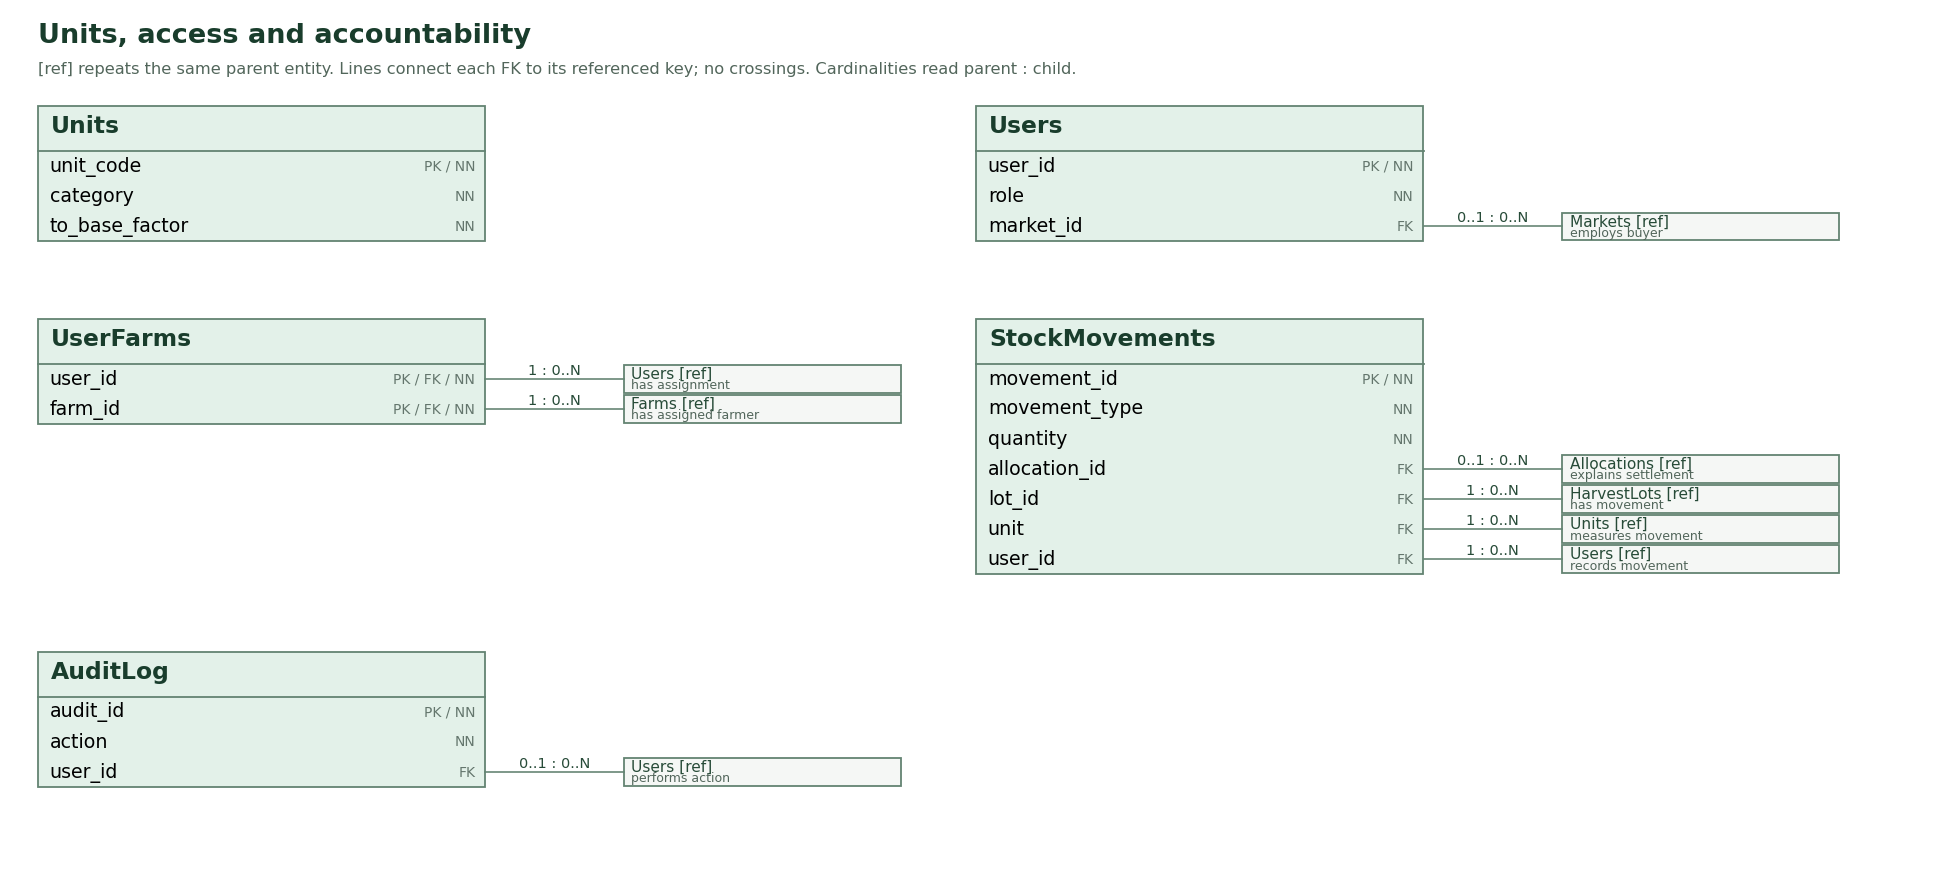 Units, access and accountability
[ref] repeats the same parent entity. Lines connect each FK to its referenced key; no crossings. Cardinalities read parent : child.
Units
unit_code PK / NN
category NN
to_base_factor NN
Users
user_id PK / NN
role NN
market_id FK
0..1 : 0..N
Markets [ref]
employs buyer
UserFarms
user_id PK / FK / NN
farm_id PK / FK / NN
1 : 0..N
Users [ref]
has assignment
1 : 0..N
Farms [ref]
has assigned farmer
StockMovements
movement_id PK / NN
movement_type NN
quantity NN
allocation_id FK
lot_id FK
unit FK
user_id FK
0..1 : 0..N
Allocations [ref]
explains settlement
1 : 0..N
HarvestLots [ref]
has movement
1 : 0..N
Units [ref]
measures movement
1 : 0..N
Users [ref]
records movement
AuditLog
audit_id PK / NN
action NN
user_id FK
0..1 : 0..N
Users [ref]
performs action